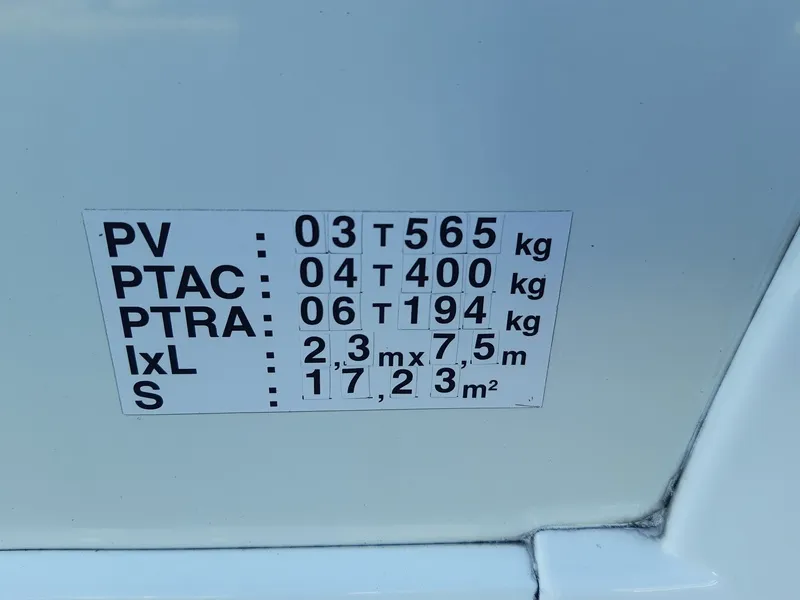 PV : 03 T 565 kg
PTAC : 04 T 400 kg
PTRA : 06 T 194 kg
lxL : 2,3 m x 7,5 m
S : 17,23 m²